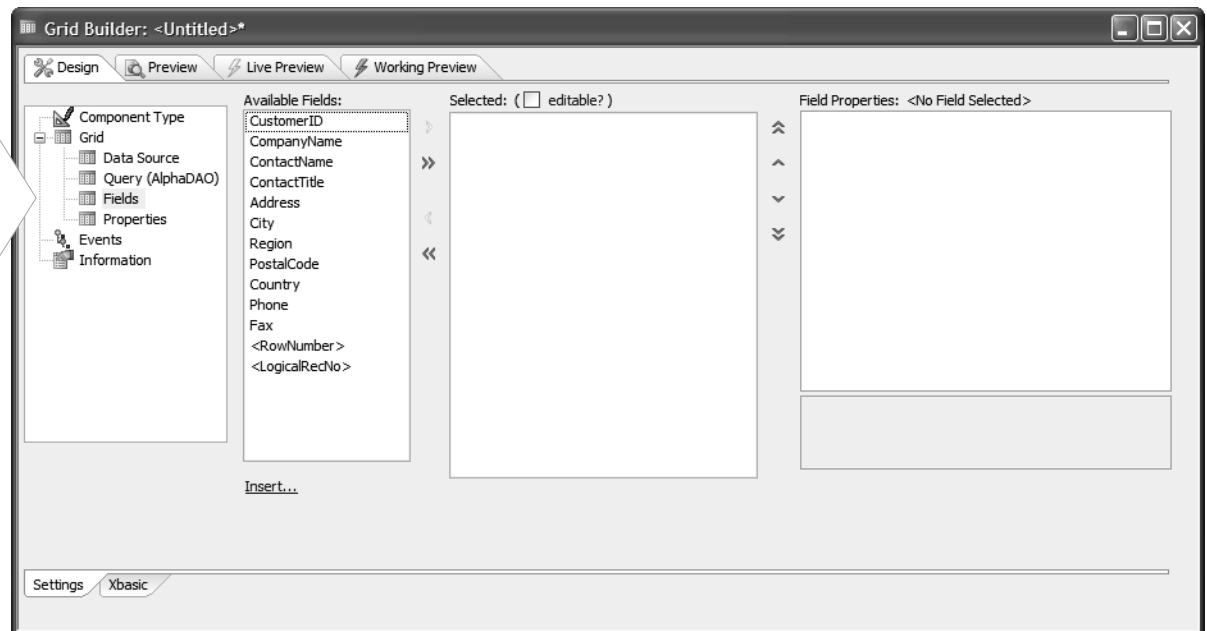 Grid Builder: <Untitled>*
Design Preview Live Preview Working Preview
Component Type
Grid
Data Source
Query (AlphaDAO)
Fields
Properties
Events
Information
Available Fields:
CustomerID
CompanyName
ContactName
ContactTitle
Address
City
Region
PostalCode
Country
Phone
Fax
<RowNumber>
<LogicalRecNo>
Insert...
Selected: ( editable? )
Field Properties: <No Field Selected>
Settings Xbasic